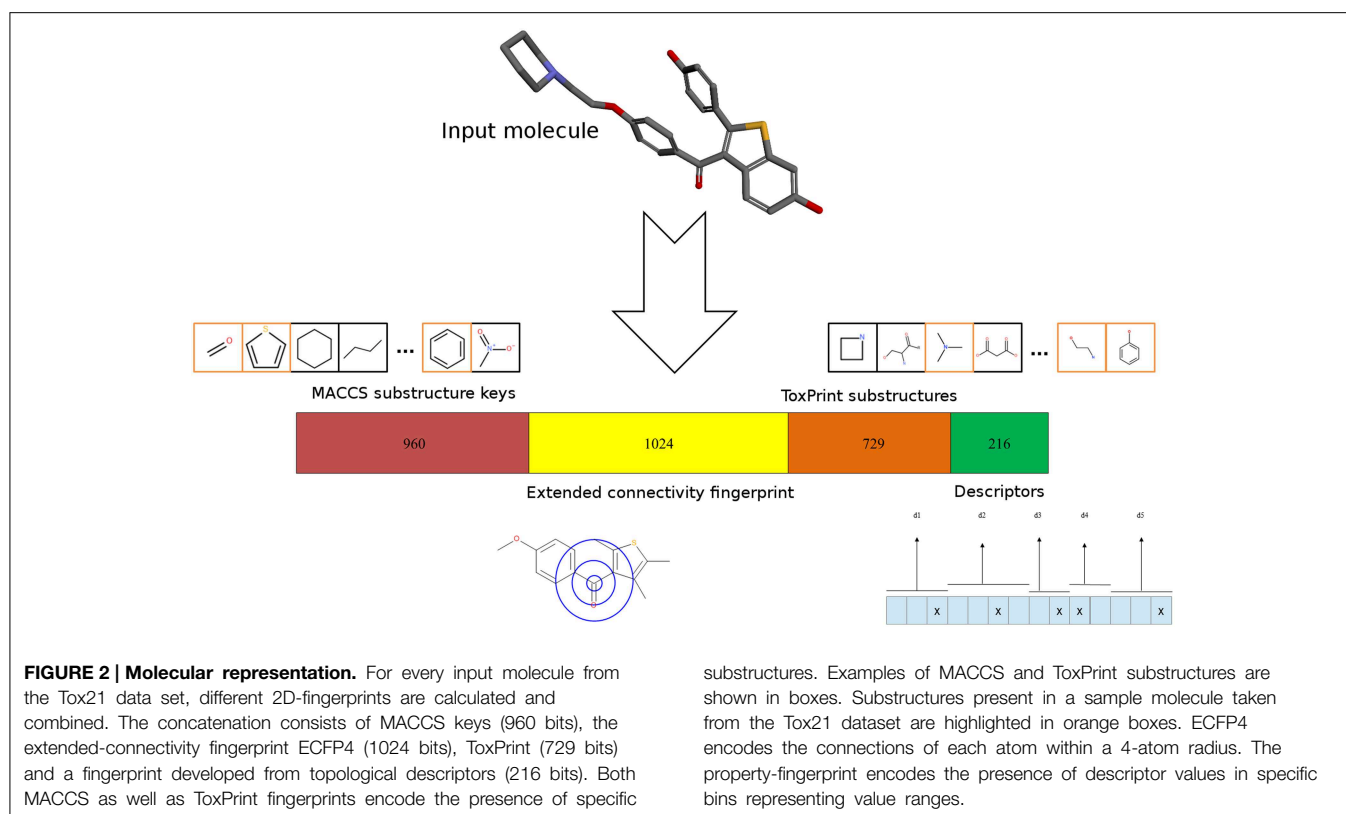 Input molecule
S
O
...
O
N⁺
O⁻
N
N
O
O
...
MACCS substructure keys
ToxPrint substructures
960
1024
729
216
Extended connectivity fingerprint
Descriptors
d1 d2 d3 d4 d5
O
S
O
x x x x x
FIGURE 2 | Molecular representation. For every input molecule from
the Tox21 data set, different 2D-fingerprints are calculated and
combined. The concatenation consists of MACCS keys (960 bits), the
extended-connectivity fingerprint ECFP4 (1024 bits), ToxPrint (729 bits)
and a fingerprint developed from topological descriptors (216 bits). Both
MACCS as well as ToxPrint fingerprints encode the presence of specific
substructures. Examples of MACCS and ToxPrint substructures are
shown in boxes. Substructures present in a sample molecule taken
from the Tox21 dataset are highlighted in orange boxes. ECFP4
encodes the connections of each atom within a 4-atom radius. The
property-fingerprint encodes the presence of descriptor values in specific
bins representing value ranges.